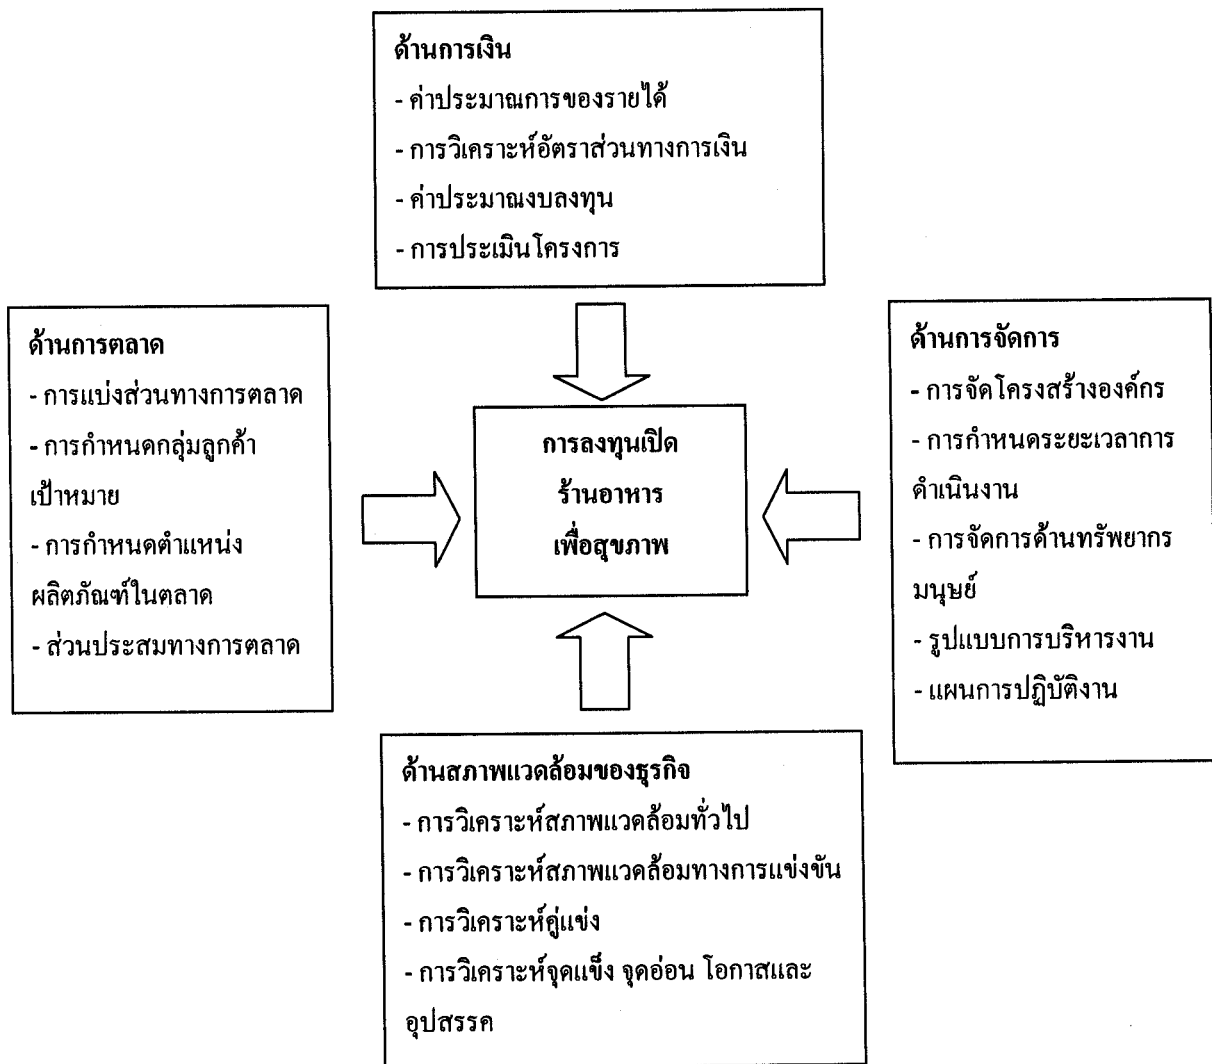 ด้านการเงิน
- ค่าประมาณการของรายได้
- การวิเคราะห์อัตราส่วนทางการเงิน
- ค่าประมาณงบลงทุน
- การประเมินโครงการ
ด้านการตลาด
- การแบ่งส่วนทางการตลาด
- การกำหนดกลุ่มลูกค้า
เป้าหมาย
- การกำหนดตำแหน่ง
ผลิตภัณฑ์ในตลาด
- ส่วนประสมทางการตลาด
การลงทุนเปิด
ร้านอาหาร
เพื่อสุขภาพ
ด้านการจัดการ
- การจัดโครงสร้างองค์กร
- การกำหนดระยะเวลาการ
ดำเนินงาน
- การจัดการด้านทรัพยากร
มนุษย์
- รูปแบบการบริหารงาน
- แผนการปฏิบัติงาน
ด้านสภาพแวดล้อมของธุรกิจ
- การวิเคราะห์สภาพแวดล้อมทั่วไป
- การวิเคราะห์สภาพแวดล้อมทางการแข่งขัน
- การวิเคราะห์คู่แข่ง
- การวิเคราะห์จุดแข็ง จุดอ่อน โอกาสและ
อุปสรรค